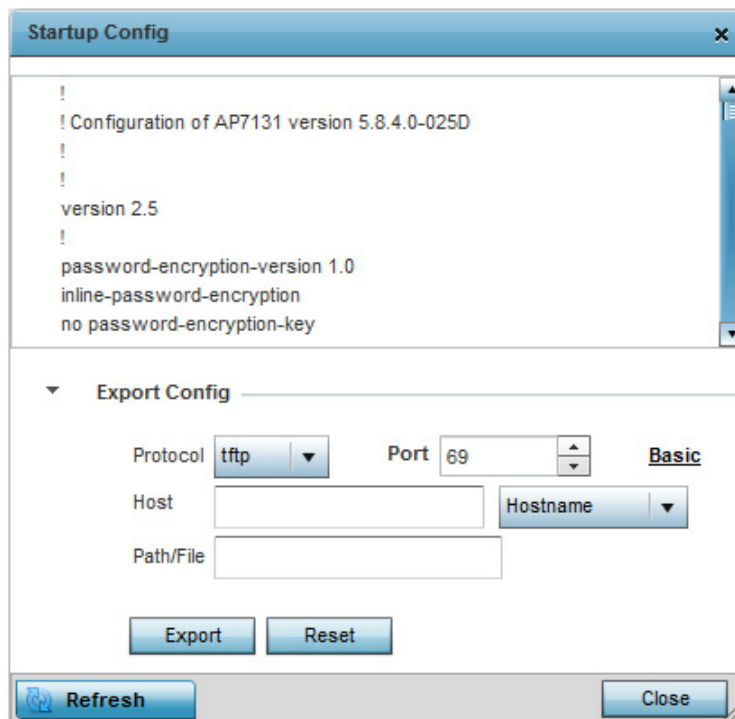 Startup Config
!
! Configuration of AP7131 version 5.8.4.0-025D
!
!
version 2.5
!
password-encryption-version 1.0
inline-password-encryption
no password-encryption-key
Export Config
Protocol tftp Port 69 Basic
Host Hostname
Path/File
Export Reset
Refresh Close